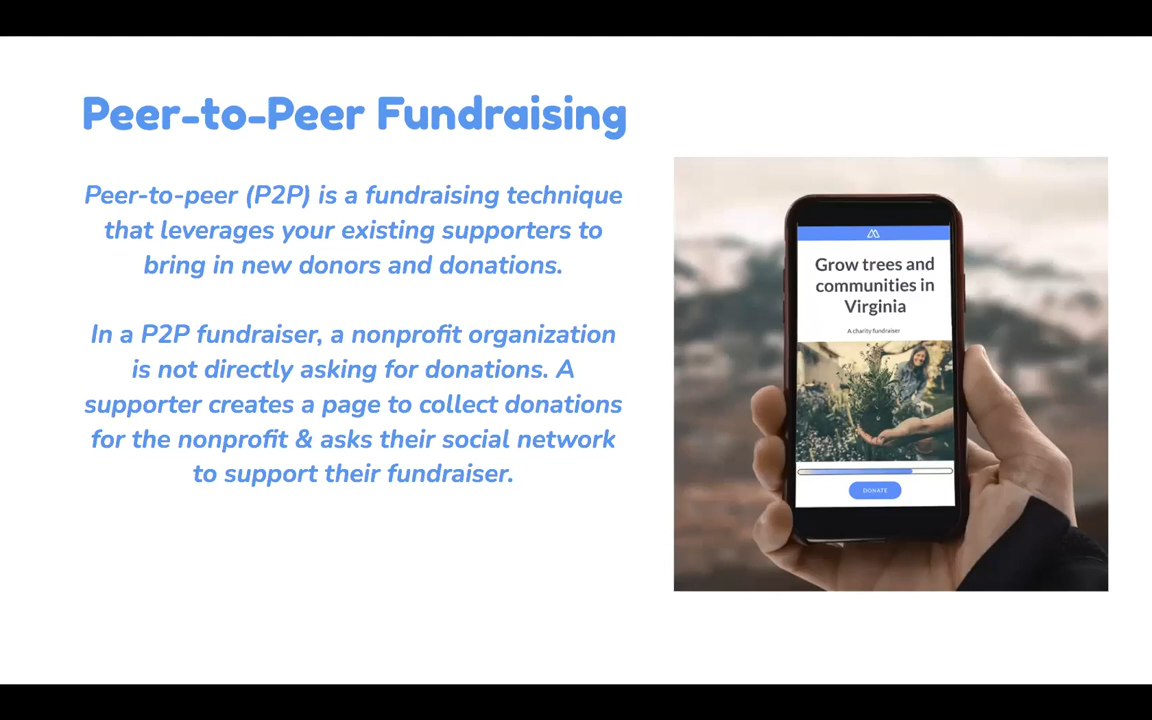 Peer-to-Peer Fundraising
Peer-to-peer (P2P) is a fundraising technique
that leverages your existing supporters to
bring in new donors and donations.
In a P2P fundraiser, a nonprofit organization
is not directly asking for donations. A
supporter creates a page to collect donations
for the nonprofit & asks their social network
to support their fundraiser.
Grow trees and
communities in
Virginia
A charity fundraiser
DONATE